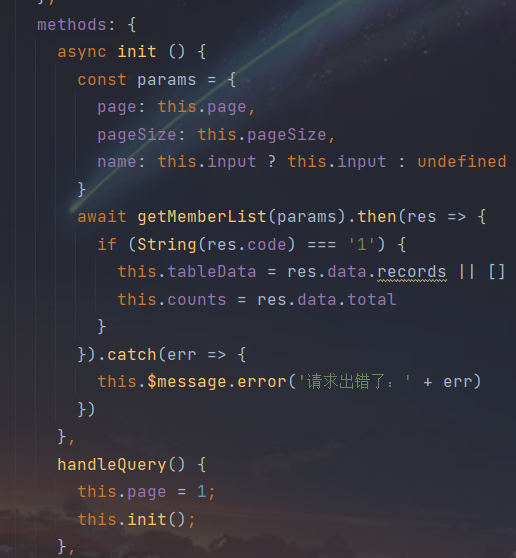 },
methods: {
async init () {
const params = {
page: this.page,
pageSize: this.pageSize,
name: this.input ? this.input : undefined
}
await getMemberList(params).then(res => {
if (String(res.code) === '1') {
this.tableData = res.data.records || []
this.counts = res.data.total
}
}).catch(err => {
this.$message.error('请求出错了：' + err)
})
},
handleQuery() {
this.page = 1;
this.init();
},